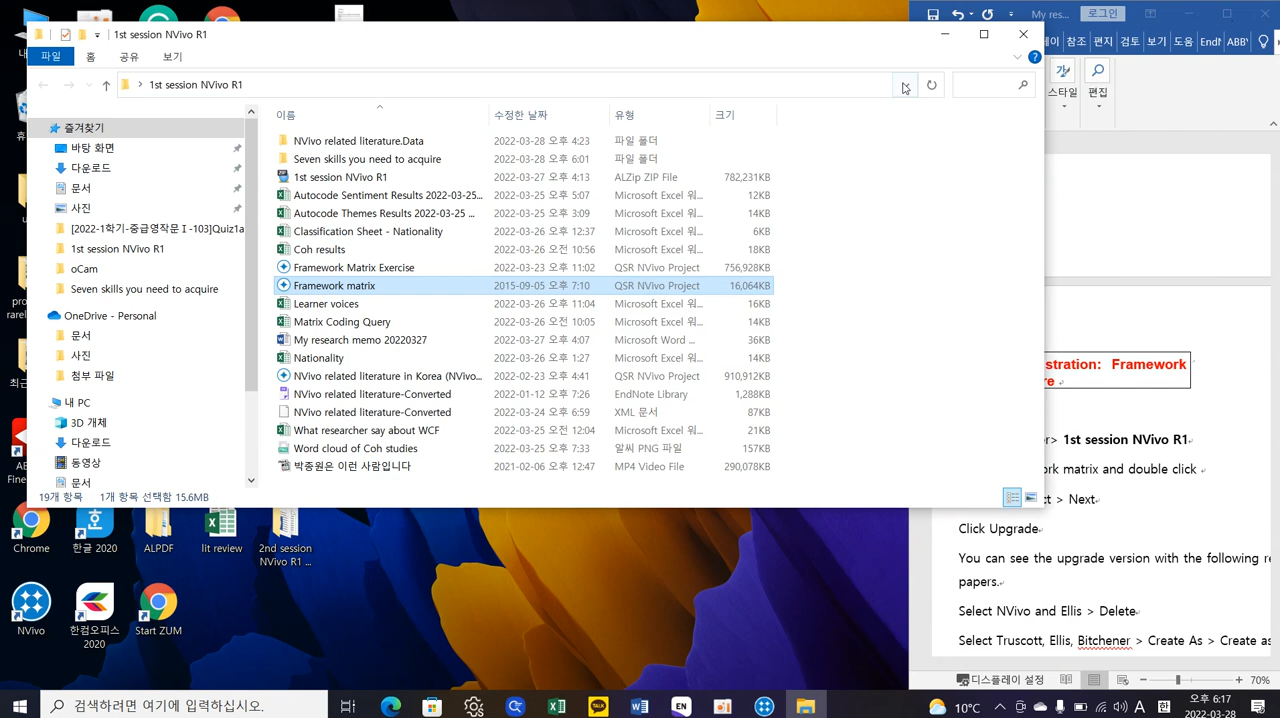 1st session NVivo R1
파일 홈 공유 보기
1st session NVivo R1
이름 수정한 날짜 유형 크기
즐겨찾기
바탕 화면
다운로드
문서
사진
[2022-1학기-중급영작문Ⅰ-103]Quiz1a
1st session NVivo R1
oCam
Seven skills you need to acquire
OneDrive - Personal
문서
사진
첨부 파일
내 PC
3D 개체
다운로드
동영상
문서
NVivo related literature.Data 2022-03-28 오후 4:23 파일 폴더
Seven skills you need to acquire 2022-03-28 오후 6:01 파일 폴더
1st session NVivo R1 2022-03-27 오후 4:13 ALZip ZIP File 782,231KB
Autocode Sentiment Results 2022-03-25... 2022-03-25 오후 5:07 Microsoft Excel 워... 12KB
Autocode Themes Results 2022-03-25 ... 2022-03-25 오후 3:09 Microsoft Excel 워... 14KB
Classification Sheet - Nationality 2022-03-26 오후 12:37 Microsoft Excel 워... 6KB
Coh results 2022-03-26 오전 10:56 Microsoft Excel 워... 18KB
Framework Matrix Exercise 2022-03-23 오후 11:02 QSR NVivo Project 756,928KB
Framework matrix 2015-09-05 오후 7:10 QSR NVivo Project 16,064KB
Learner voices 2022-03-26 오전 11:04 Microsoft Excel 워... 16KB
Matrix Coding Query 2022-03-26 오전 10:05 Microsoft Excel 워... 14KB
My research memo 20220327 2022-03-27 오후 4:07 Microsoft Word ... 36KB
Nationality 2022-03-26 오후 1:27 Microsoft Excel 워... 14KB
NVivo related literature in Korea (NVivo... 2022-02-23 오후 4:41 QSR NVivo Project 910,912KB
NVivo related literature-Converted 2022-01-12 오후 7:26 EndNote Library 1,288KB
NVivo related literature-Converted 2022-03-24 오후 6:59 XML 문서 87KB
What researcher say about WCF 2022-03-25 오후 12:04 Microsoft Excel 워... 21KB
Word cloud of Coh studies 2022-03-25 오후 7:33 알씨 PNG 파일 157KB
박종원은 이런 사람입니다 2021-02-06 오후 12:47 MP4 Video File 290,078KB
19개 항목 1개 항목 선택함 15.6MB
My res... 로그인
참조 편지 검토 보기 도움 EndN ABBY
스타일 편집
stration: Framework
re
> 1st session NVivo R1
rk matrix and double click
ct > Next
Click Upgrade
You can see the upgrade version with the following re
papers.
Select NVivo and Ellis > Delete
Select Truscott, Ellis, Bitchener > Create As > Create as
디스플레이 설정 70%
Chrome 한글 2020 ALPDF lit review 2nd session NVivo R1 ...
NVivo 한컴오피스 2020 Start ZUM
검색하려면 여기에 입력하십시오.
10°C A 한 오후 6:17
2022-03-28